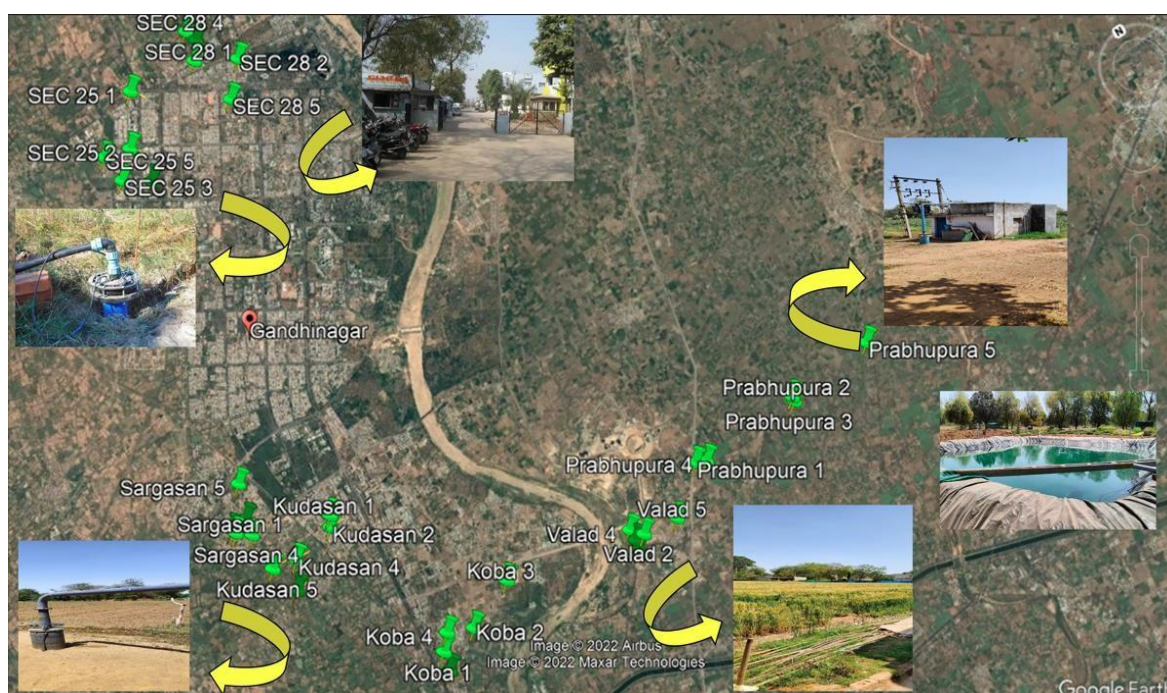 SEC 28 4
SEC 28 1
SEC 28 2
SEC 25 1
SEC 28 5
SEC 25 2
SEC 25 5
SEC 25 3
Gandhinagar
Prabhupura 5
Prabhupura 2
Prabhupura 3
Prabhupura 4
Prabhupura 1
Sargasan 5
Kudasan 1
Sargasan 1
Kudasan 2
Valad 5
Valad 4
Valad 2
Sargasan 4
Kudasan 4
Kudasan 5
Koba 3
Koba 4
Koba 2
Koba 1
Image © 2022 Airbus
Image © 2022 Maxar Technologies
Google Eart
N